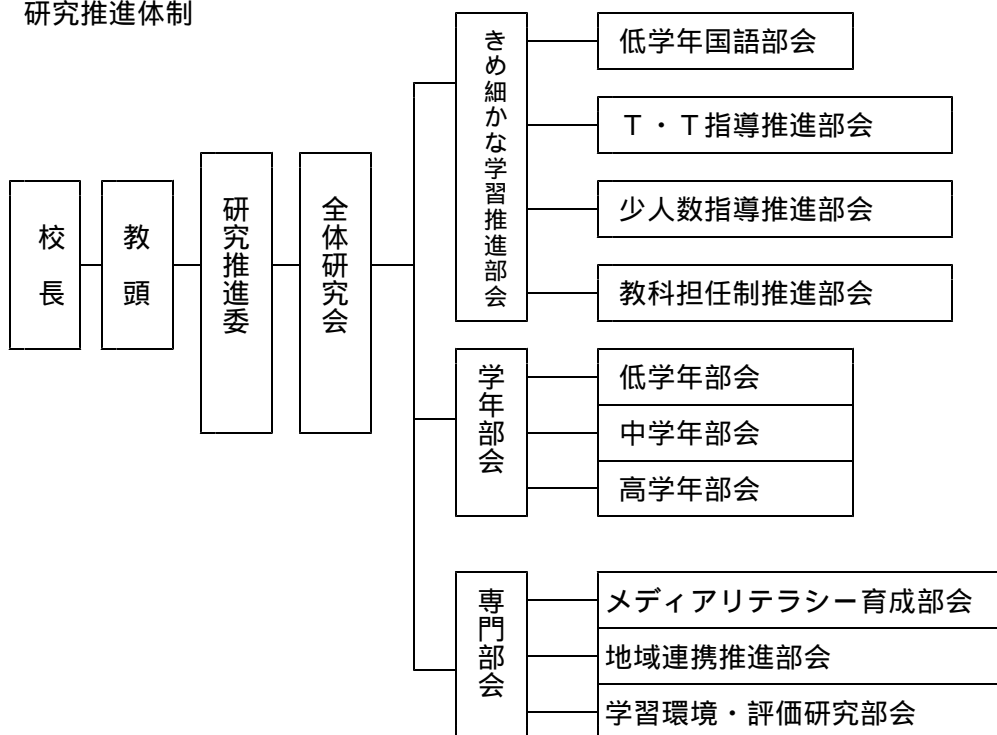 研究推進体制
校長
教頭
研究推進委
全体研究会
きめ細かな学習推進部会
低学年国語部会
Ｔ・Ｔ指導推進部会
少人数指導推進部会
教科担任制推進部会
学年部会
低学年部会
中学年部会
高学年部会
専門部会
メディアリテラシー育成部会
地域連携推進部会
学習環境・評価研究部会